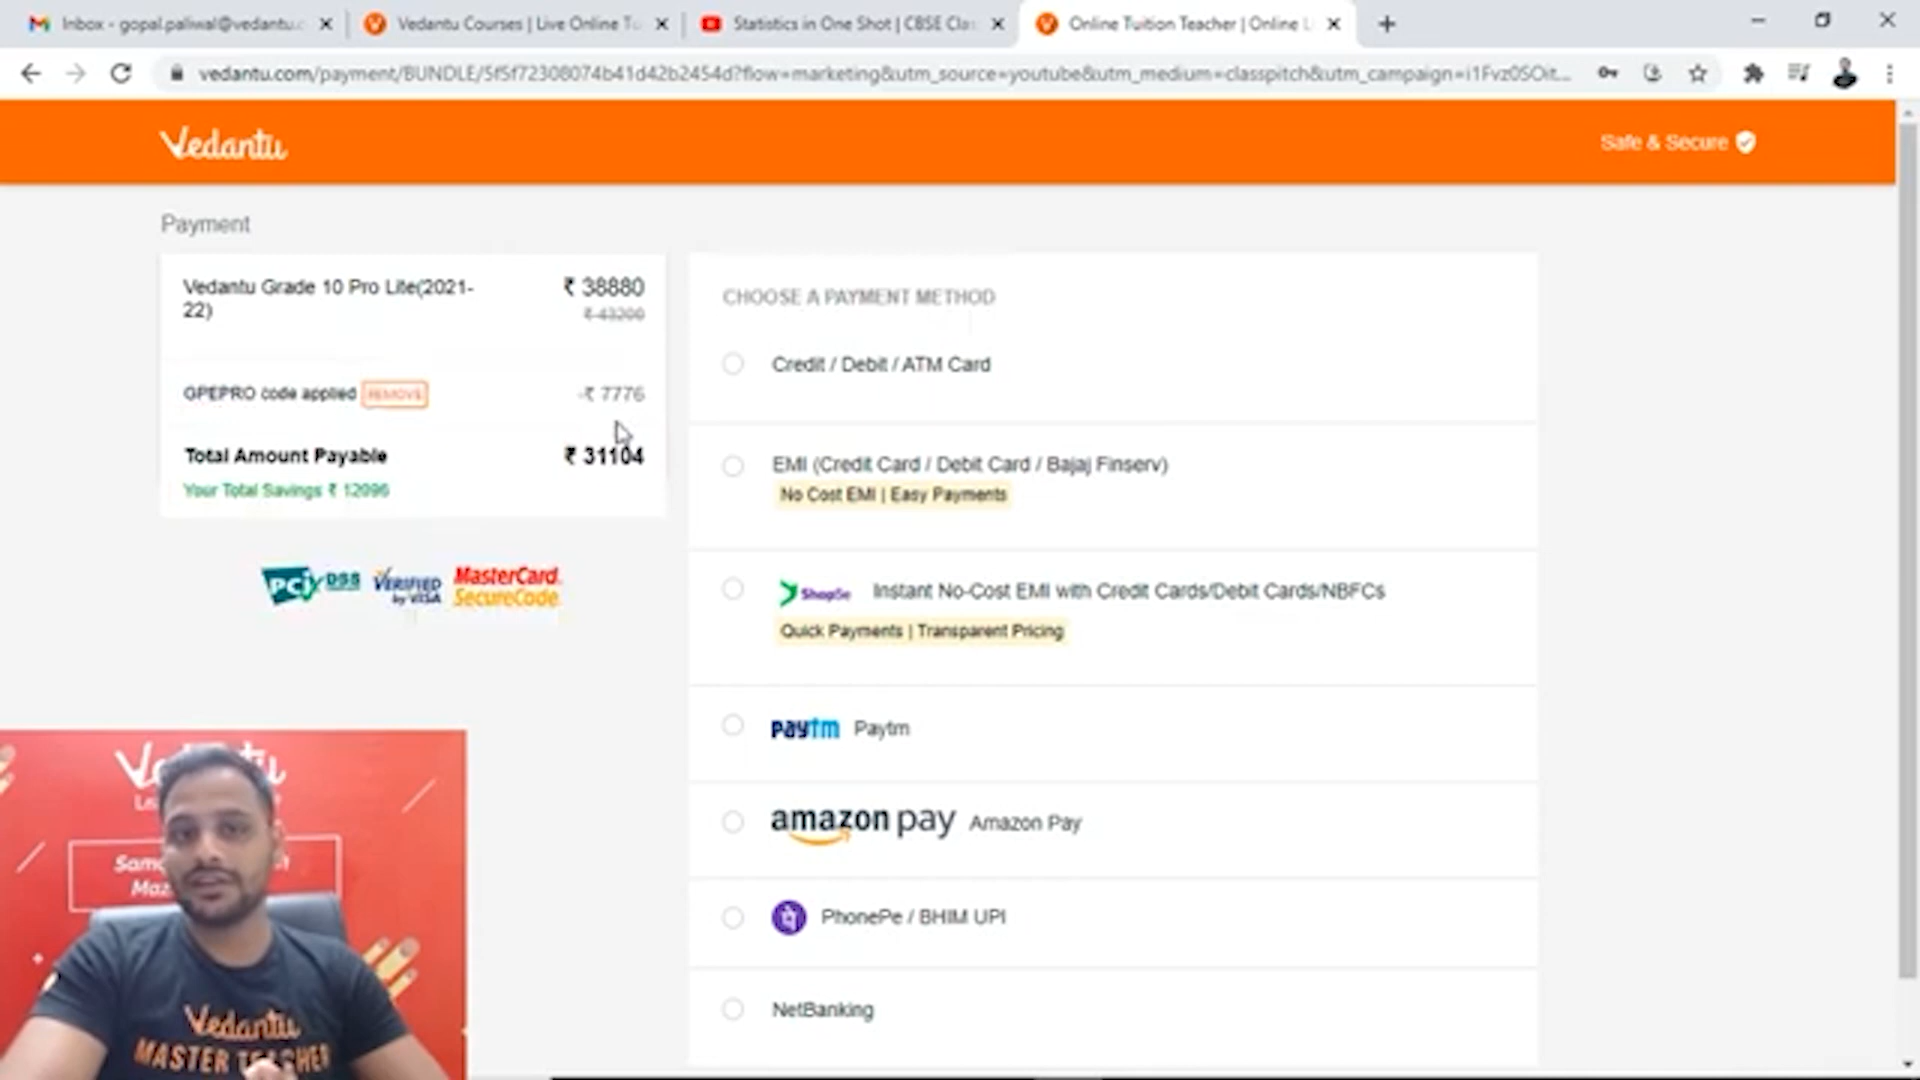 Inbox - gopal.paliwal@vedantu.c
Vedantu Courses | Live Online Tu
Statistics in One Shot | CBSE Clas
Online Tuition Teacher | Online L
vedantu.com/payment/BUNDLE/5f5f72308074b41d42b2454d?flow=marketing&utm_source=youtube&utm_medium=classpitch&utm_campaign=i1Fvz0SOit...
Vedantu
Safe & Secure
Payment
Vedantu Grade 10 Pro Lite(2021-
22)
₹ 38880
₹ 43200
GPEPRO code applied REMOVE
-₹ 7776
Total Amount Payable
₹ 31104
Your Total Savings ₹ 12096
PCI DSS
VERIFIED
by VISA
MasterCard.
SecureCode.
CHOOSE A PAYMENT METHOD
Credit / Debit / ATM Card
EMI (Credit Card / Debit Card / Bajaj Finserv)
No Cost EMI | Easy Payments
ShopSe Instant No-Cost EMI with Credit Cards/Debit Cards/NBFCs
Quick Payments | Transparent Pricing
paytm Paytm
amazon pay Amazon Pay
PhonePe / BHIM UPI
NetBanking
Vedantu
MASTER TEACHER